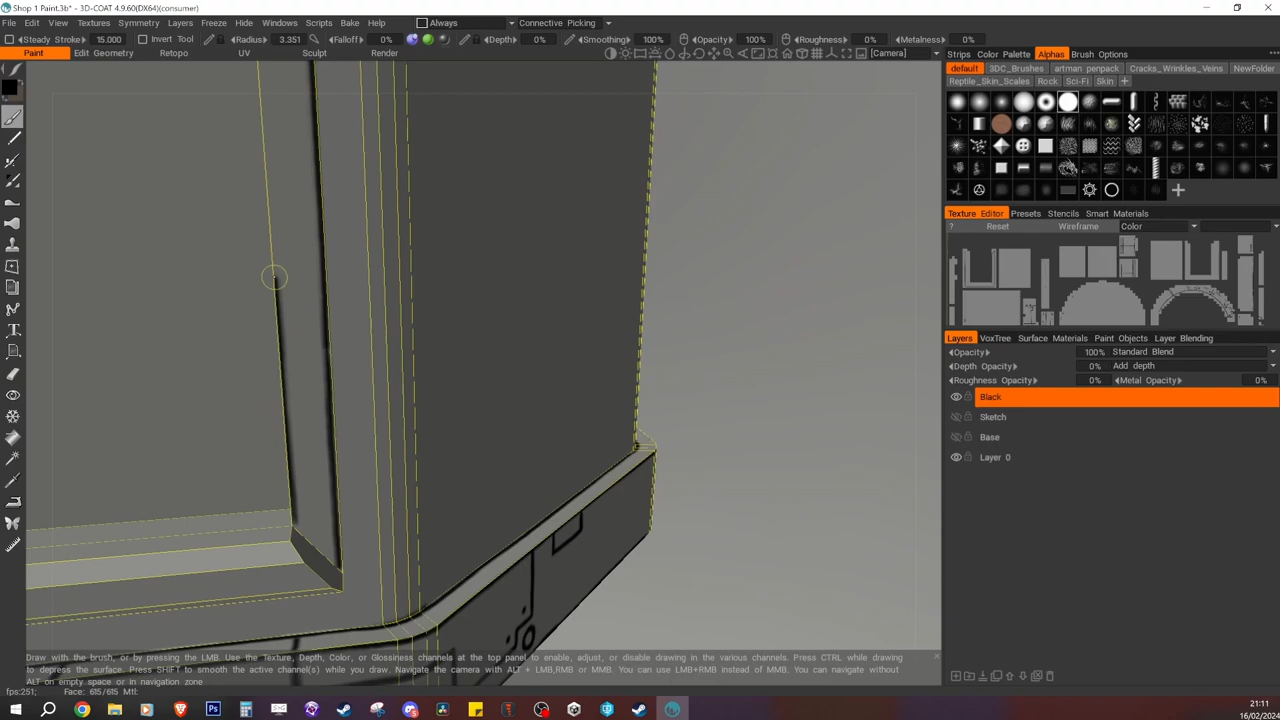 Shop 1 Paint.3b* - 3D-COAT 4.9.60(DX64)(consumer)
File Edit View Textures Symmetry Layers Freeze Hide Windows Scripts Bake Help Always Connective Picking
Steady Stroke 15.000 Invert Tool Radius 3.351 Falloff 0% Depth 0% Smoothing 100% Opacity 100% Roughness 0% Metalness 0%
Paint Edit Geometry Retopo UV Sculpt Render [Camera]
Strips Color Palette Alphas Brush Options
default 3DC_Brushes artman penpack Cracks_Wrinkles_Veins NewFolder
Reptile_Skin_Scales Rock Sci-Fi Skin +
Texture Editor Presets Stencils Smart Materials
? Reset Wireframe Color
Layers VoxTree Surface Materials Paint Objects Layer Blending
Opacity 100% Standard Blend
Depth Opacity 0% Add depth
Roughness Opacity 0% Metal Opacity 0%
Black
Sketch
Base
Layer 0
Draw with the brush, or by pressing the LMB. Use the Texture, Depth, Color, or Glossiness channels at the top panel to enable, adjust, or disable drawing in the various channels. Press CTRL while drawing
to depress the surface. Press SHIFT to smooth the active channel(s) while you draw. Navigate the camera with ALT + LMB,RMB or MMB. You can use LMB+RMB instead of MMB. You can navigate without
ALT on empty space or in navigation zone
fps:251; Face: 615/615 Mtl:
21:11
16/02/2024